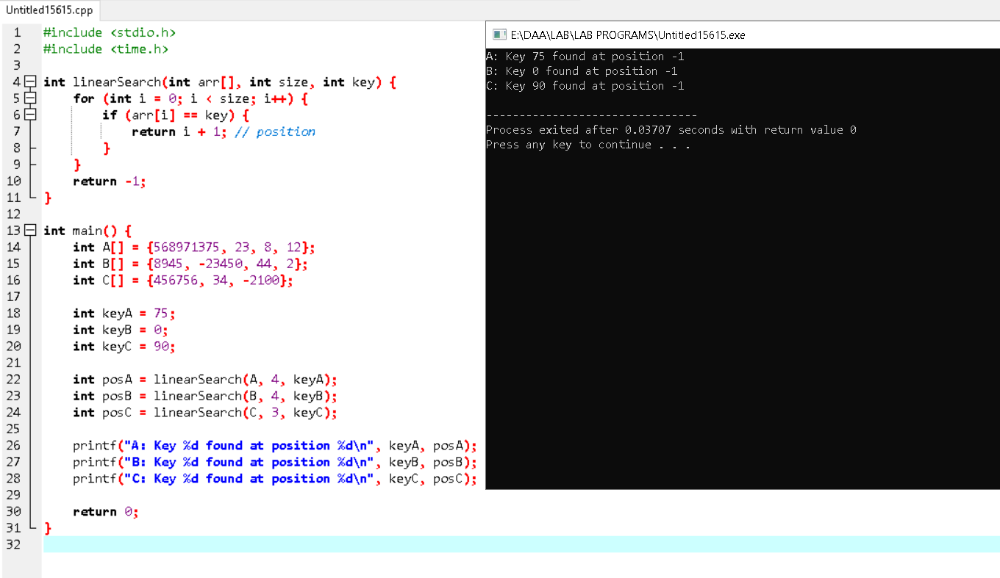 Untitled15615.cpp
1 #include <stdio.h>
2 #include <time.h>
3
4 int linearSearch(int arr[], int size, int key) {
5     for (int i = 0; i < size; i++) {
6         if (arr[i] == key) {
7             return i + 1; // position
8         }
9     }
10     return -1;
11 }
12
13 int main() {
14     int A[] = {568971375, 23, 8, 12};
15     int B[] = {8945, -23450, 44, 2};
16     int C[] = {456756, 34, -2100};
17
18     int keyA = 75;
19     int keyB = 0;
20     int keyC = 90;
21
22     int posA = linearSearch(A, 4, keyA);
23     int posB = linearSearch(B, 4, keyB);
24     int posC = linearSearch(C, 3, keyC);
25
26     printf("A: Key %d found at position %d\n", keyA, posA);
27     printf("B: Key %d found at position %d\n", keyB, posB);
28     printf("C: Key %d found at position %d\n", keyC, posC);
29
30     return 0;
31 }
32
E:\DAA\LAB\LAB PROGRAMS\Untitled15615.exe
A: Key 75 found at position -1
B: Key 0 found at position -1
C: Key 90 found at position -1
--------------------------------
Process exited after 0.03707 seconds with return value 0
Press any key to continue . . .